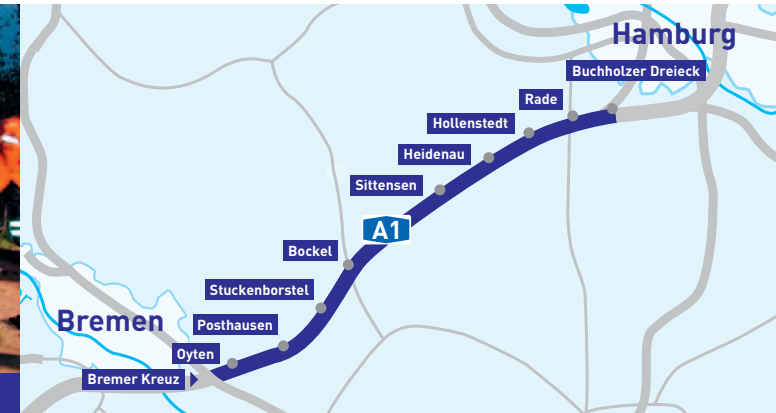 Hamburg
Buchholzer Dreieck
Rade
Hollenstedt
Heidenau
Sittensen
A1
Bockel
Stuckenborstel
Bremen
Posthausen
Oyten
Bremer Kreuz